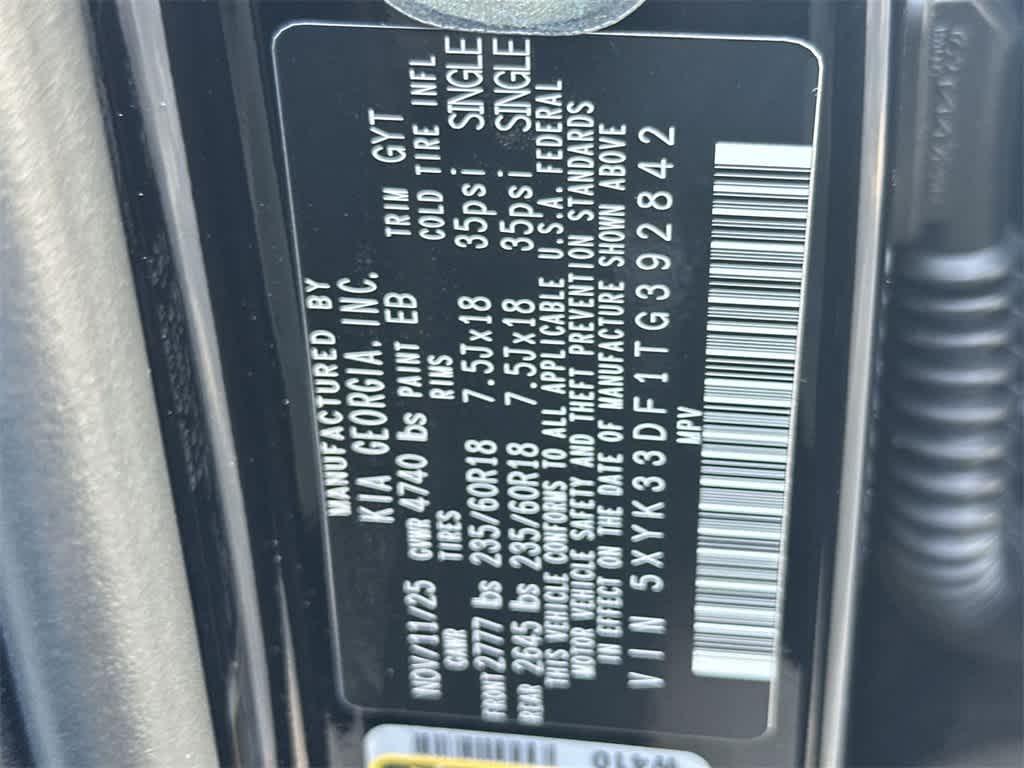 MANUFACTURED BY
KIA GEORGIA. INC.
NOV/11/25 GVWR 4740 lbs PAINT EB TRIM GYT
GAWR TIRES RIMS COLD TIRE INFL
FRONT 2777 lbs 235/60R18 7.5Jx18 35psi SINGLE
REAR 2645 lbs 235/60R18 7.5Jx18 35psi SINGLE
THIS VEHICLE CONFORMS TO ALL APPLICABLE U.S.A. FEDERAL
MOTOR VEHICLE SAFETY AND THEFT PREVENTION STANDARDS
IN EFFECT ON THE DATE OF MANUFACTURE SHOWN ABOVE
VIN 5XYK33DF1TG392842
MPV
W410